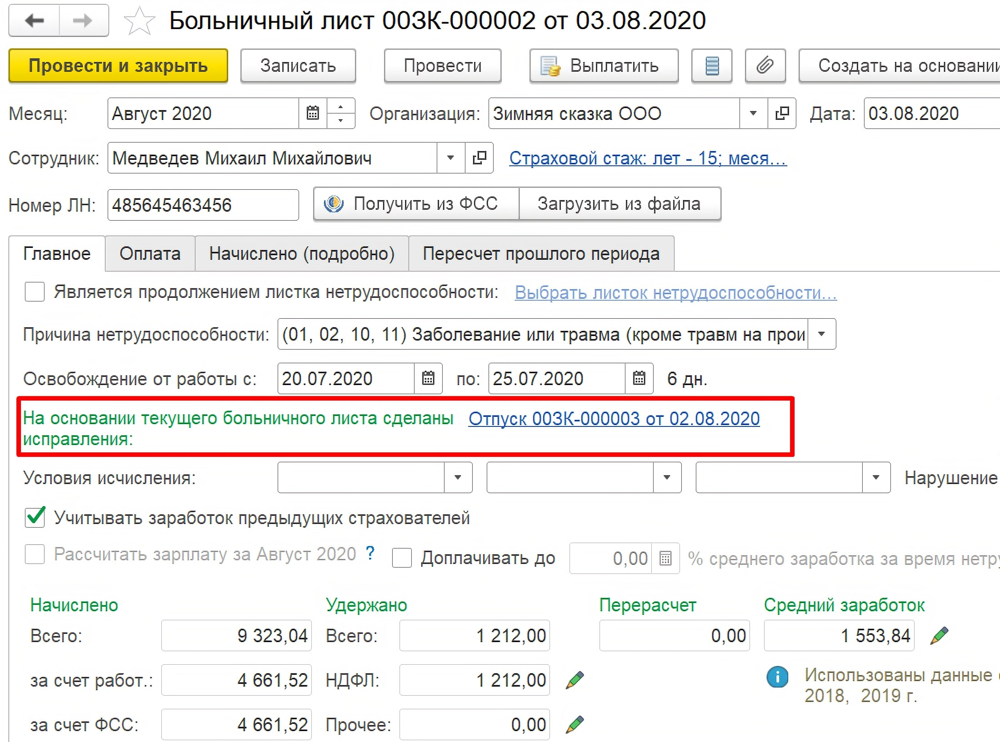 Больничный лист 00ЗК-000002 от 03.08.2020
Провести и закрыть Записать Провести Выплатить Создать на основании
Месяц: Август 2020 Организация: Зимняя сказка ООО Дата: 03.08.2020
Сотрудник: Медведев Михаил Михайлович Страховой стаж: лет - 15; меся...
Номер ЛН: 485645463456 Получить из ФСС Загрузить из файла
Главное Оплата Начислено (подробно) Пересчет прошлого периода
Является продолжением листка нетрудоспособности: Выбрать листок нетрудоспособности...
Причина нетрудоспособности: (01, 02, 10, 11) Заболевание или травма (кроме травм на прои
Освобождение от работы с: 20.07.2020 по: 25.07.2020 6 дн.
На основании текущего больничного листа сделаны Отпуск 00ЗК-000003 от 02.08.2020
исправления:
Условия исчисления: Нарушение
Учитывать заработок предыдущих страхователей
Рассчитать зарплату за Август 2020 ? Доплачивать до 0,00 % среднего заработка за время нетру
Начислено Удержано Перерасчет Средний заработок
Всего: 9 323,04 Всего: 1 212,00 0,00 1 553,84
за счет работ.: 4 661,52 НДФЛ: 1 212,00 Использованы данные
2018, 2019 г.
за счет ФСС: 4 661,52 Прочее: 0,00